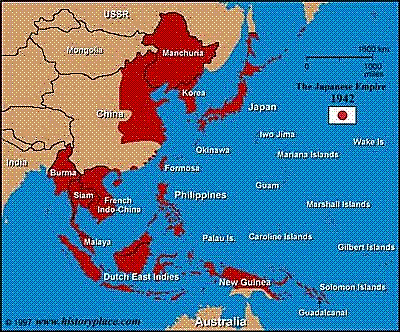 USSR
Mongolia
Manchuria
1600 km
1000
miles
The Japanese Empire
1942
Korea
Japan
China
Iwo Jima
Wake Is
Okinawa
Mariana Islands
India
Burma
Formosa
Siam
French
Indo-China
Philippines
Guam
Marshall Islands
Malaya
Palau Is.
Caroline Islands
Gilbert Islands
Dutch East Indies
New Guinea
Solomon Islands
Guadalcanal
© 1997 www.historyplace.com
Australia